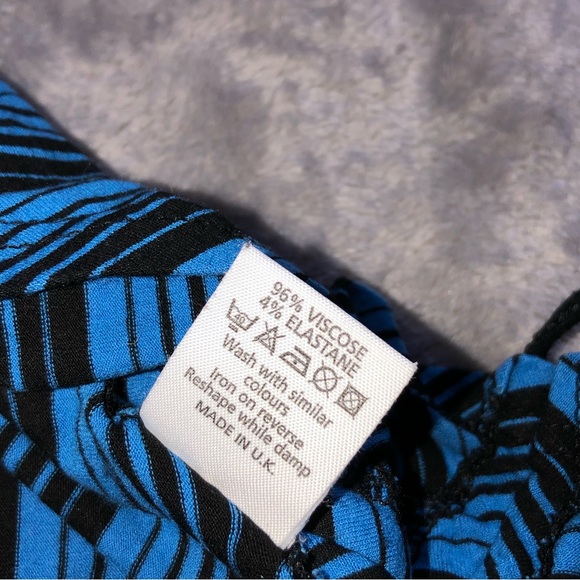 96% VISCOSE
4% ELASTANE
Wash with similar
colours
Iron on reverse
Reshape while damp
MADE IN U.K.